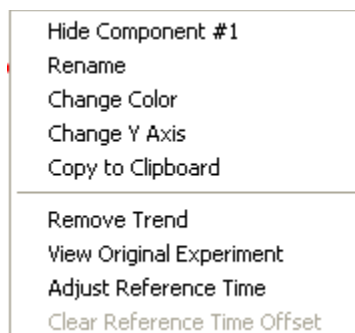 Hide Component #1
Rename
Change Color
Change Y Axis
Copy to Clipboard
Remove Trend
View Original Experiment
Adjust Reference Time
Clear Reference Time Offset